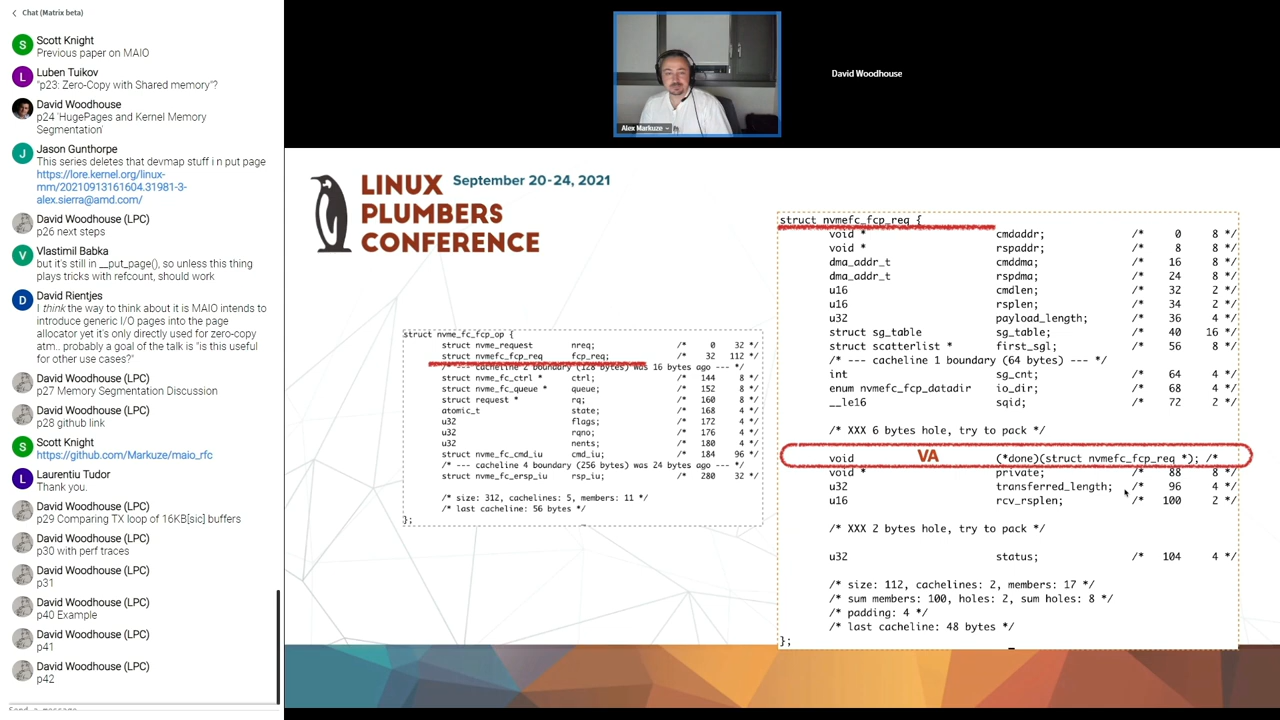 Chat (Matrix beta)
Scott Knight
Previous paper on MAIO
Luben Tuikov
"p23: Zero-Copy with Shared memory"?
David Woodhouse
p24 'HugePages and Kernel Memory
Segmentation'
Jason Gunthorpe
This series deletes that devmap stuff i n put page
https://lore.kernel.org/linux-
mm/20210913161604.31981-3-
alex.sierra@amd.com/
David Woodhouse (LPC)
p26 next steps
Vlastimil Babka
but it's still in __put_page(), so unless this thing
plays tricks with refcount, should work
David Rientjes
I think the way to think about it is MAIO intends to
introduce generic I/O pages into the page
allocator yet it's only directly used for zero-copy
atm.. probably a goal of the talk is "is this useful
for other use cases?"
David Woodhouse (LPC)
p27 Memory Segmentation Discussion
David Woodhouse (LPC)
p28 github link
Scott Knight
https://github.com/Markuze/maio_rfc
Laurentiu Tudor
Thank you.
David Woodhouse (LPC)
p29 Comparing TX loop of 16KB[sic] buffers
David Woodhouse (LPC)
p30 with perf traces
David Woodhouse (LPC)
p31
David Woodhouse (LPC)
p40 Example
David Woodhouse (LPC)
p41
David Woodhouse (LPC)
p42
Send a message
Alex Markuze
David Woodhouse
LINUX
PLUMBERS
CONFERENCE
September 20-24, 2021
struct nvme_fc_fcp_op {
struct nvme_request nreq; /* 0 32 */
struct nvmefc_fcp_req fcp_req; /* 32 112 */
/* --- cacheline 2 boundary (128 bytes) was 16 bytes ago --- */
struct nvme_fc_ctrl * ctrl; /* 144 8 */
struct nvme_fc_queue * queue; /* 152 8 */
struct request * rq; /* 160 8 */
atomic_t state; /* 168 4 */
u32 flags; /* 172 4 */
u32 rqno; /* 176 4 */
u32 nents; /* 180 4 */
struct nvme_fc_cmd_iu cmd_iu; /* 184 96 */
/* --- cacheline 4 boundary (256 bytes) was 24 bytes ago --- */
struct nvme_fc_ersp_iu rsp_iu; /* 280 32 */
/* size: 312, cachelines: 5, members: 11 */
/* last cacheline: 56 bytes */
};
struct nvmefc_fcp_req {
void * cmdaddr; /* 0 8 */
void * rspaddr; /* 8 8 */
dma_addr_t cmddma; /* 16 8 */
dma_addr_t rspdma; /* 24 8 */
u16 cmdlen; /* 32 2 */
u16 rsplen; /* 34 2 */
u32 payload_length; /* 36 4 */
struct sg_table sg_table; /* 40 16 */
struct scatterlist * first_sgl; /* 56 8 */
/* --- cacheline 1 boundary (64 bytes) --- */
int sg_cnt; /* 64 4 */
enum nvmefc_fcp_datadir io_dir; /* 68 4 */
__le16 sqid; /* 72 2 */
/* XXX 6 bytes hole, try to pack */
void VA (*done)(struct nvmefc_fcp_req *); /*
void * private; /* 88 8 */
u32 transferred_length; /* 96 4 */
u16 rcv_rsplen; /* 100 2 */
/* XXX 2 bytes hole, try to pack */
u32 status; /* 104 4 */
/* size: 112, cachelines: 2, members: 17 */
/* sum members: 100, holes: 2, sum holes: 8 */
/* padding: 4 */
/* last cacheline: 48 bytes */
};